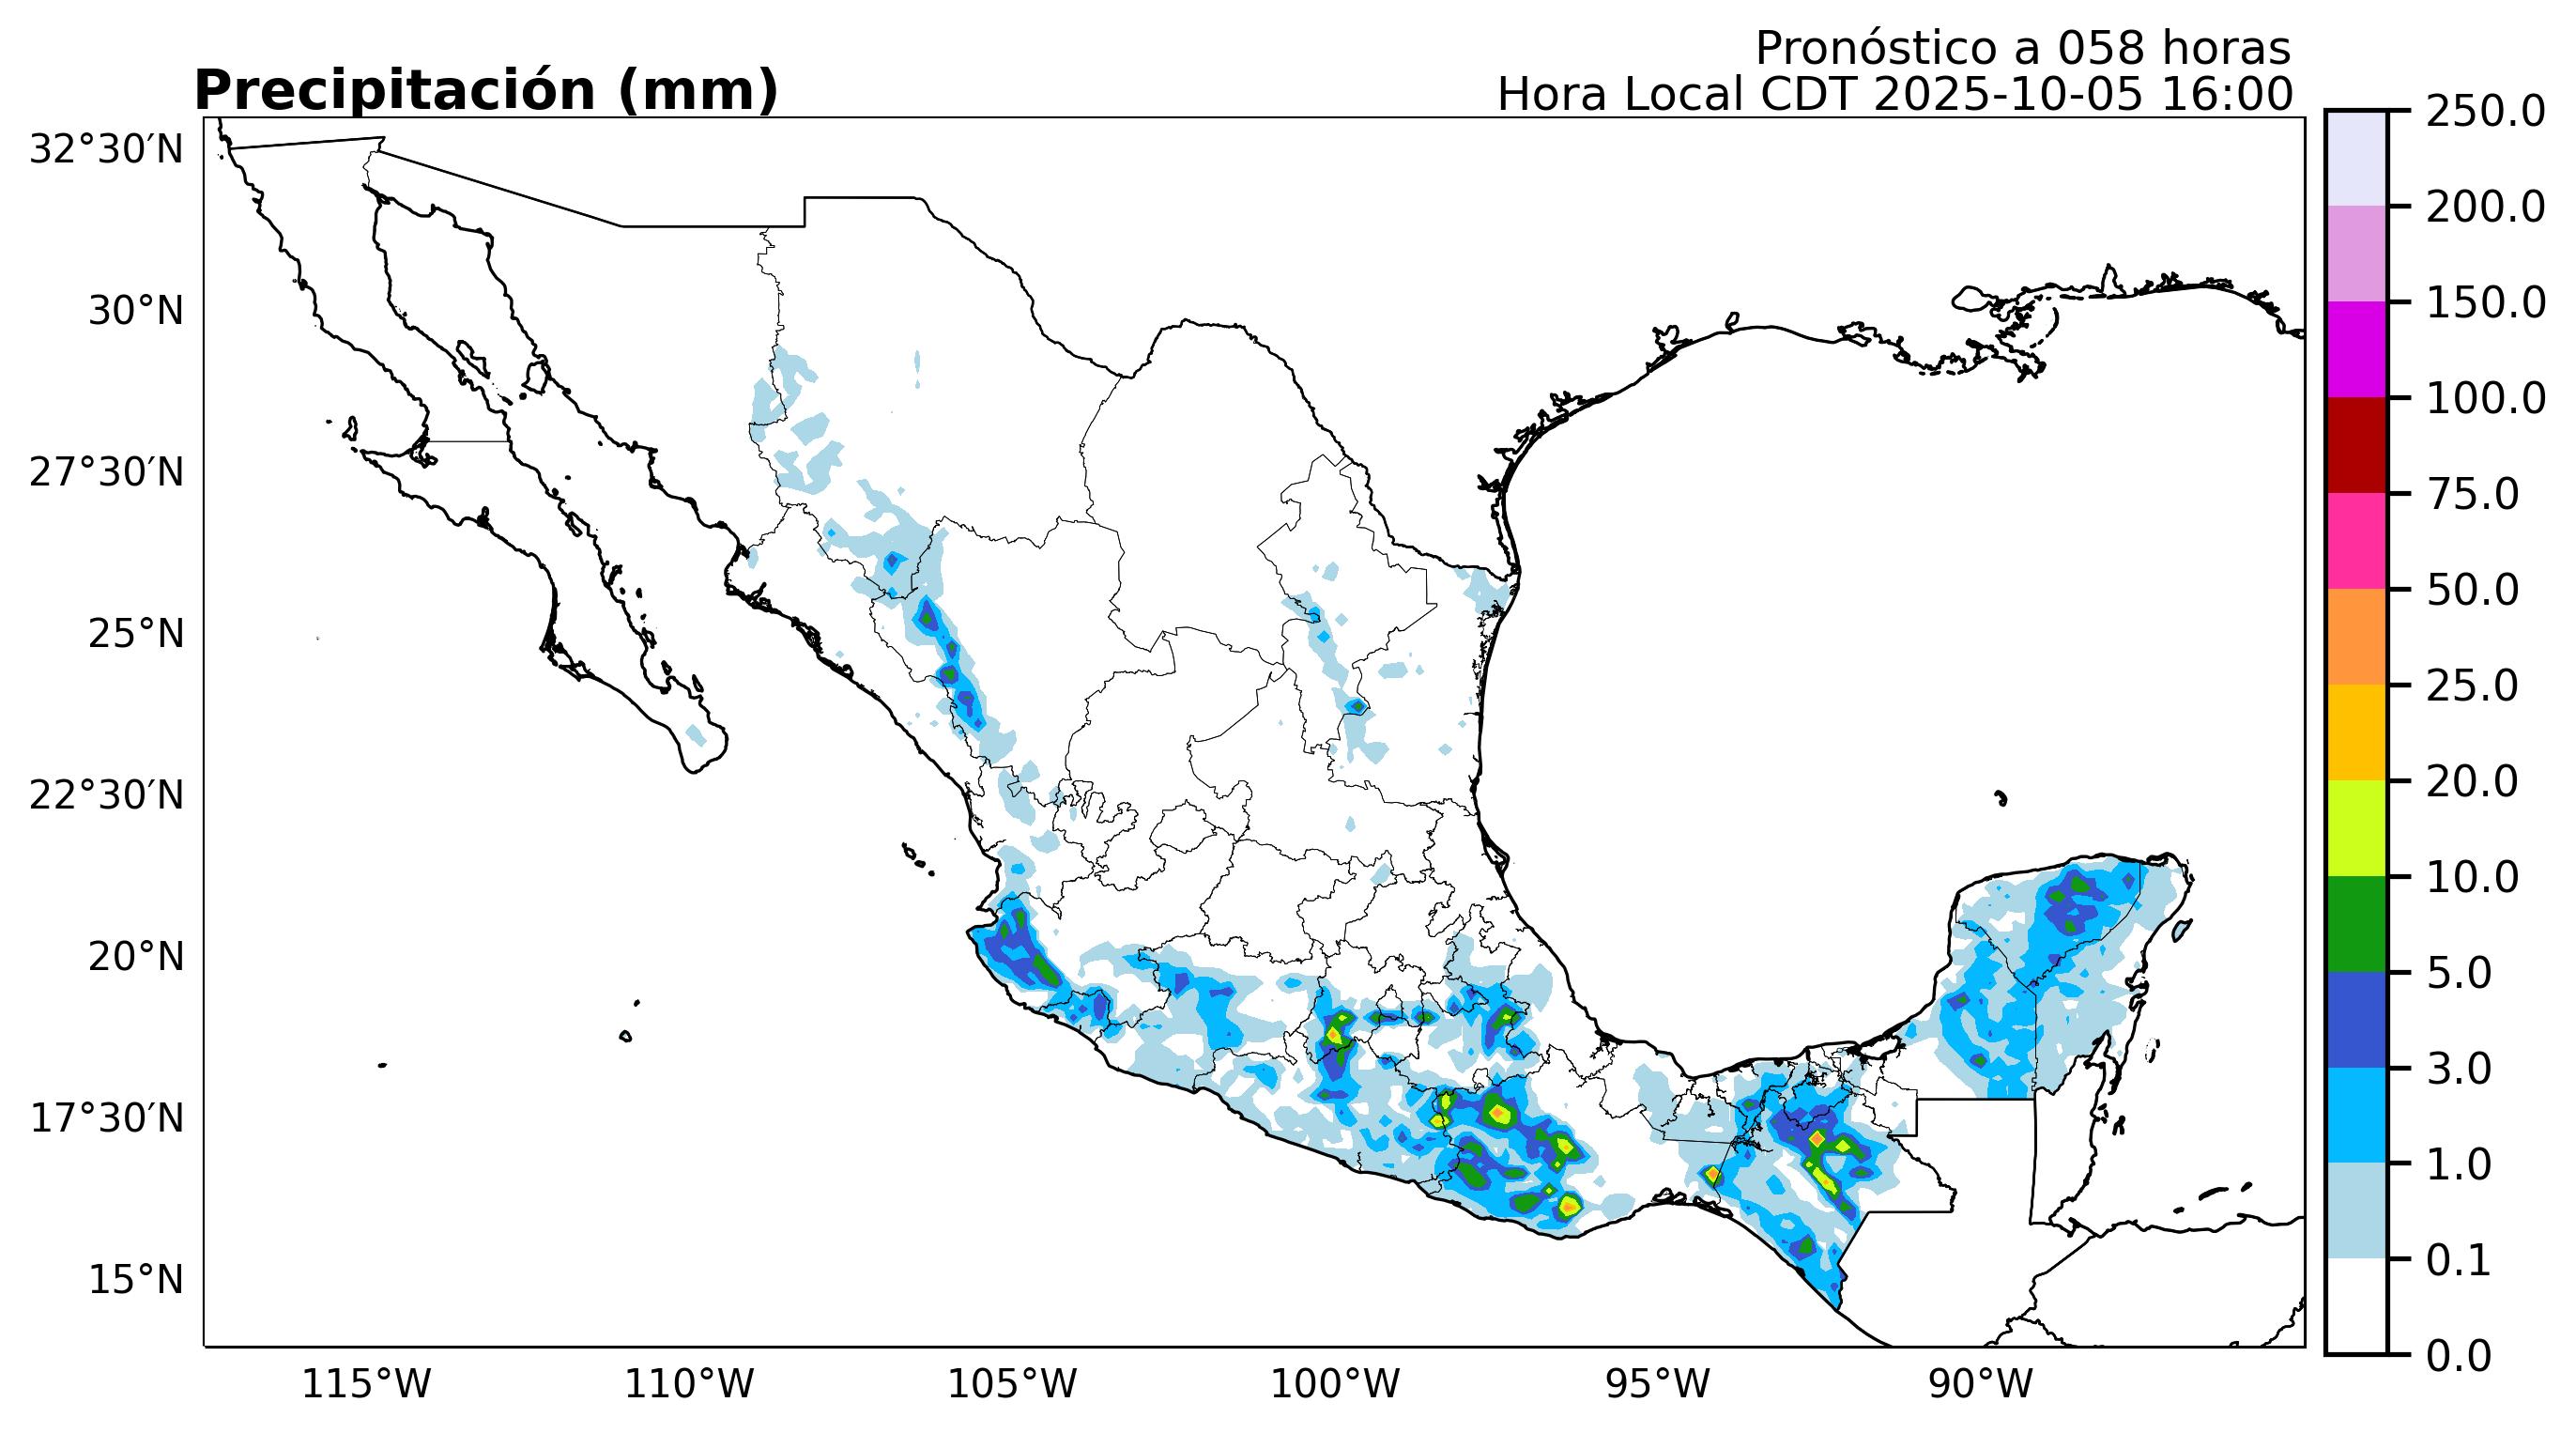 Pronóstico a 058 horas
Precipitación (mm)
Hora Local CDT 2025-10-05 16:00
32°30′N
30°N
27°30′N
25°N
22°30′N
20°N
17°30′N
15°N
115°W
110°W
105°W
100°W
95°W
90°W
250.0
200.0
150.0
100.0
75.0
50.0
25.0
20.0
10.0
5.0
3.0
1.0
0.1
0.0